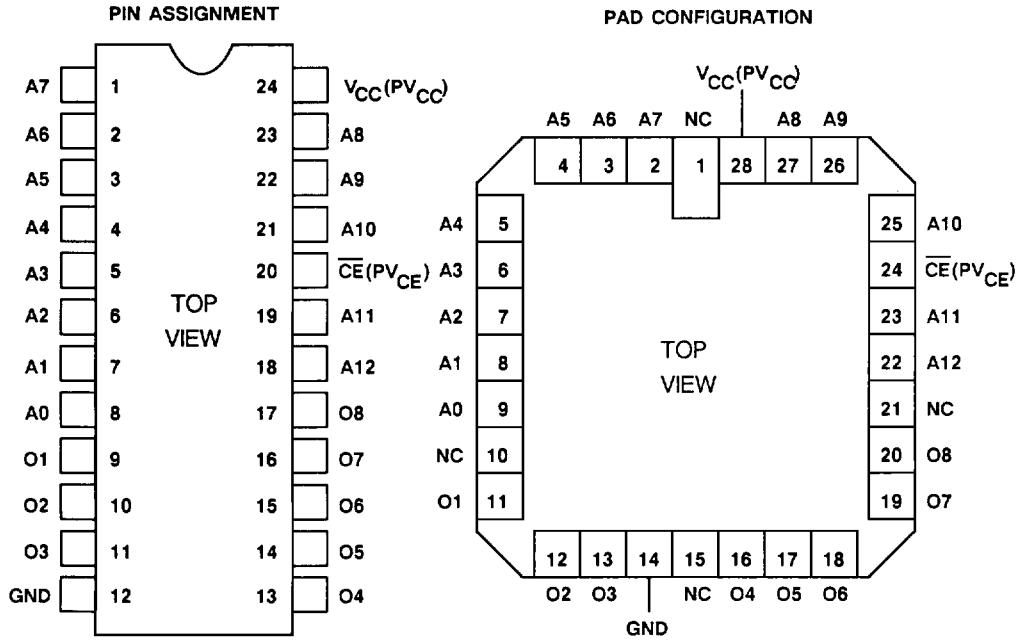 PIN ASSIGNMENT
A7 1 24 VCC(PVCC)
A6 2 23 A8
A5 3 22 A9
A4 4 21 A10
A3 5 20 C̅E̅(PVCE)
A2 6 19 A11
A1 7 18 A12
A0 8 17 O8
O1 9 16 O7
O2 10 15 O6
O3 11 14 O5
GND 12 13 O4
TOP
VIEW
PAD CONFIGURATION
VCC(PVCC)
A5 A6 A7 NC A8 A9
4 3 2 1 28 27 26
A4 5 25 A10
A3 6 24 C̅E̅(PVCE)
A2 7 23 A11
A1 8 22 A12
A0 9 21 NC
NC 10 20 O8
O1 11 19 O7
TOP
VIEW
12 13 14 15 16 17 18
O2 O3 NC O4 O5 O6
GND